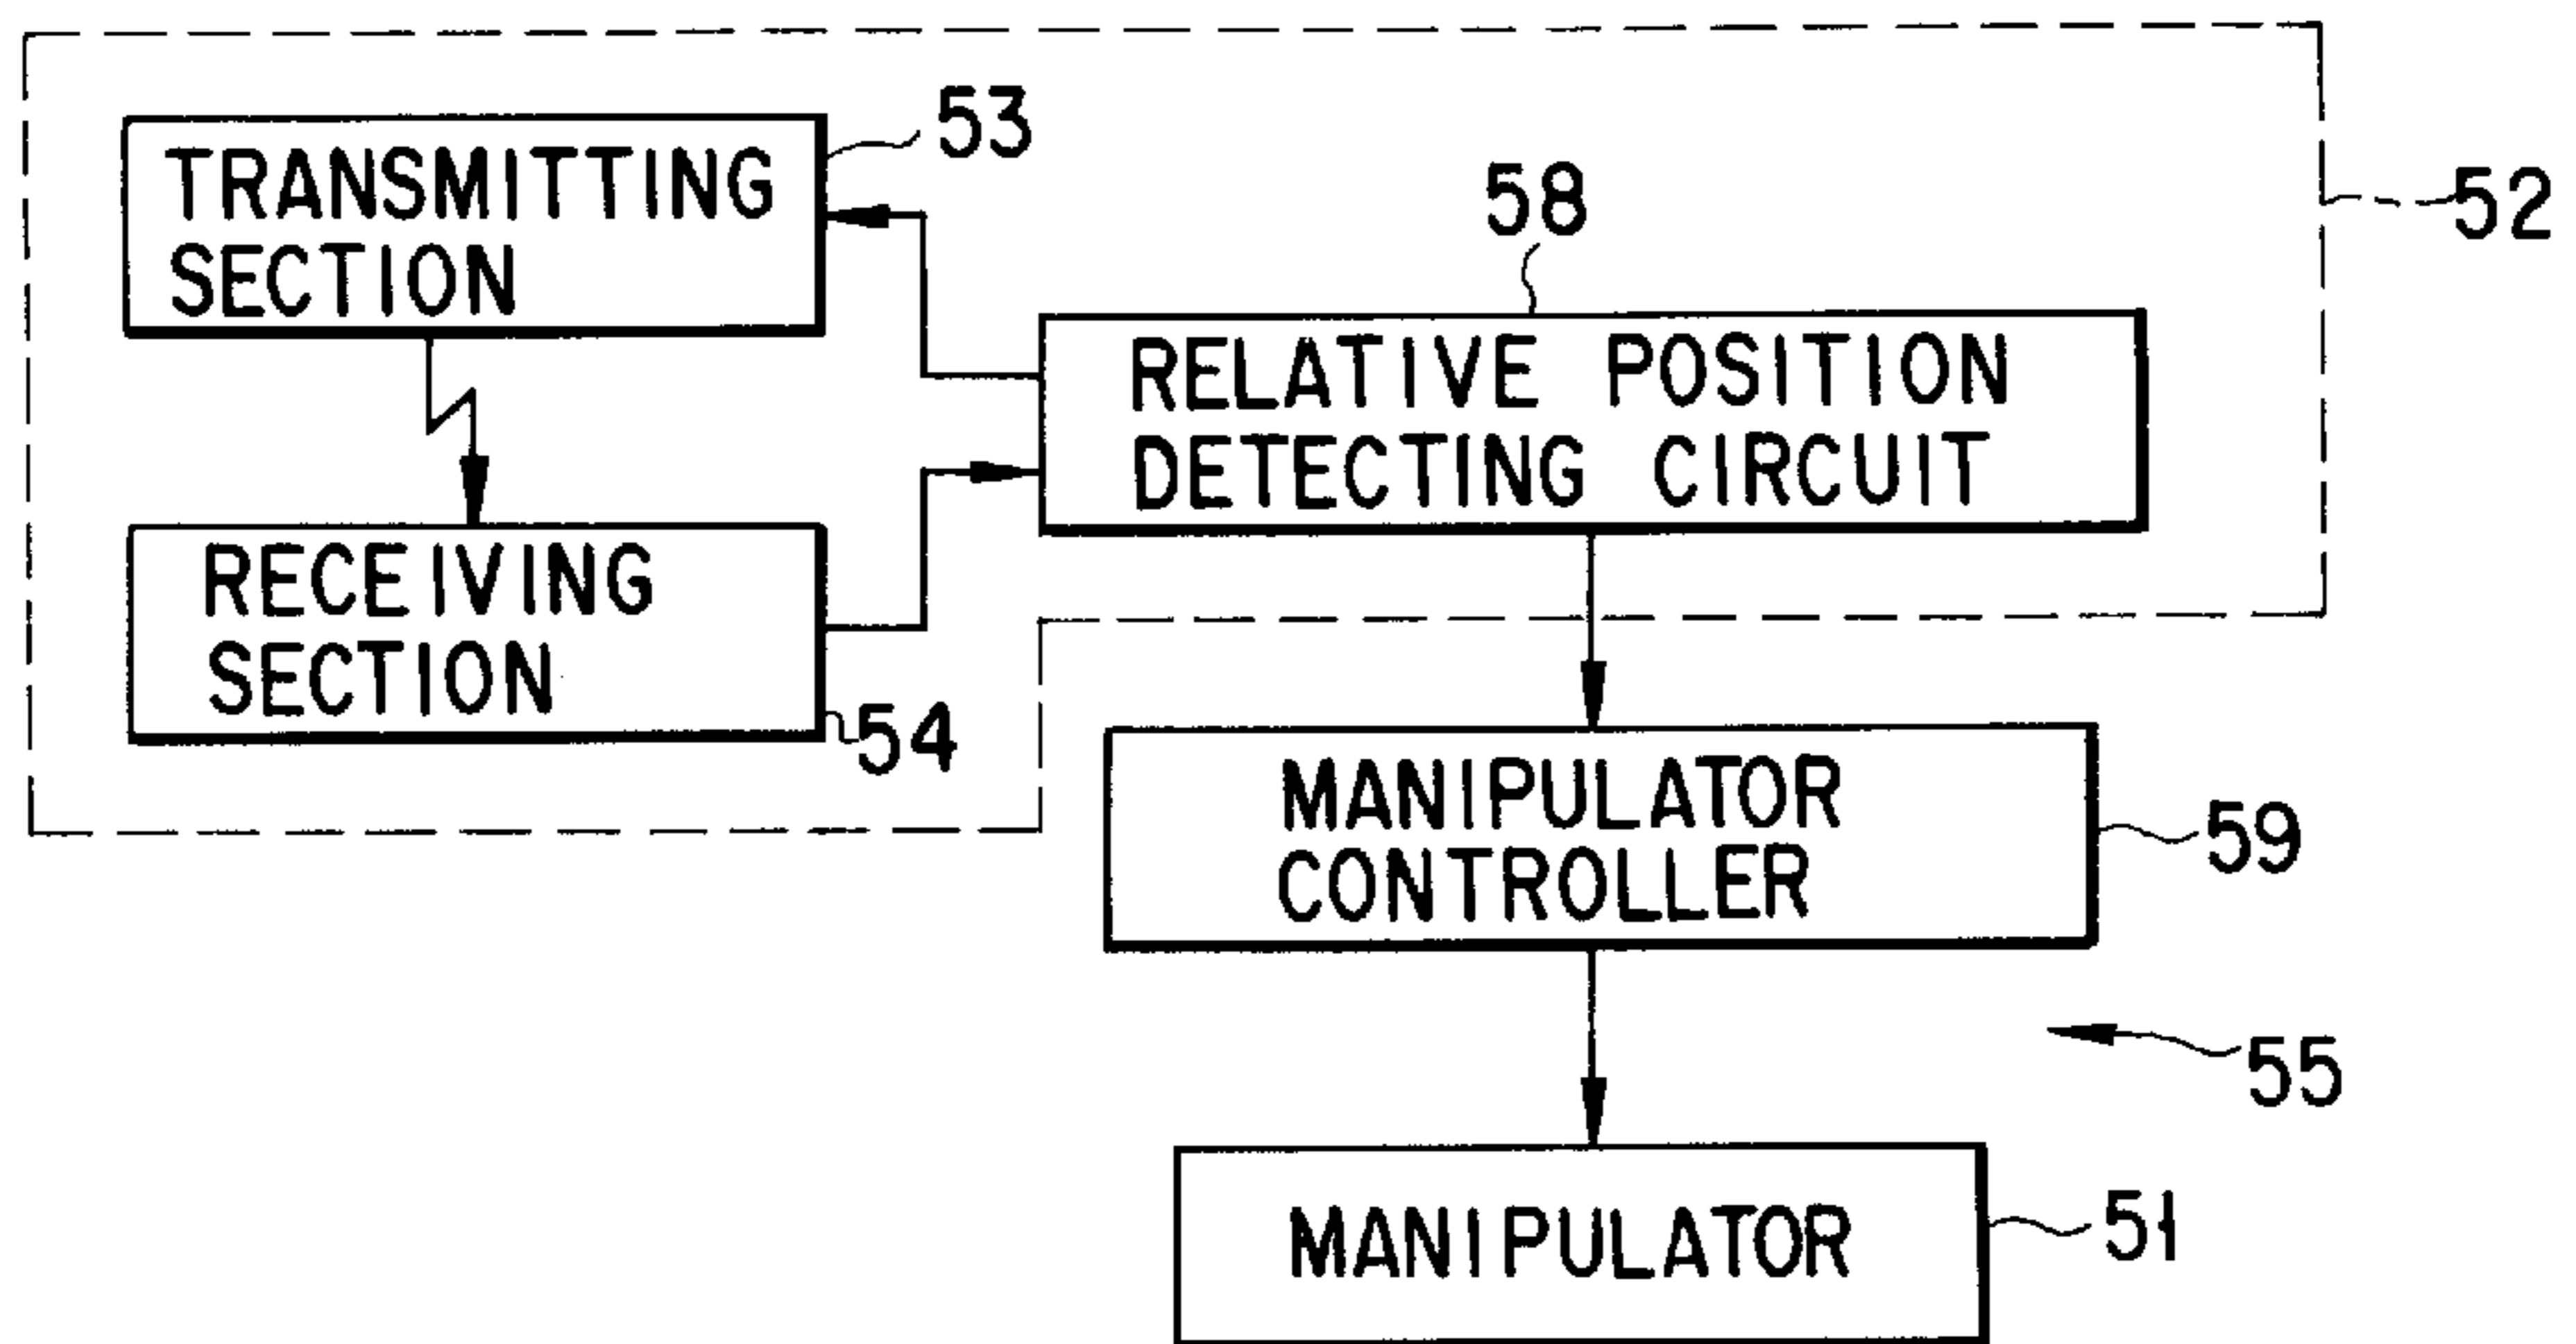 53
TRANSMITTING
SECTION
58
52
RELATIVE POSITION
DETECTING CIRCUIT
RECEIVING
SECTION
54
MANIPULATOR
CONTROLLER
59
55
MANIPULATOR
51